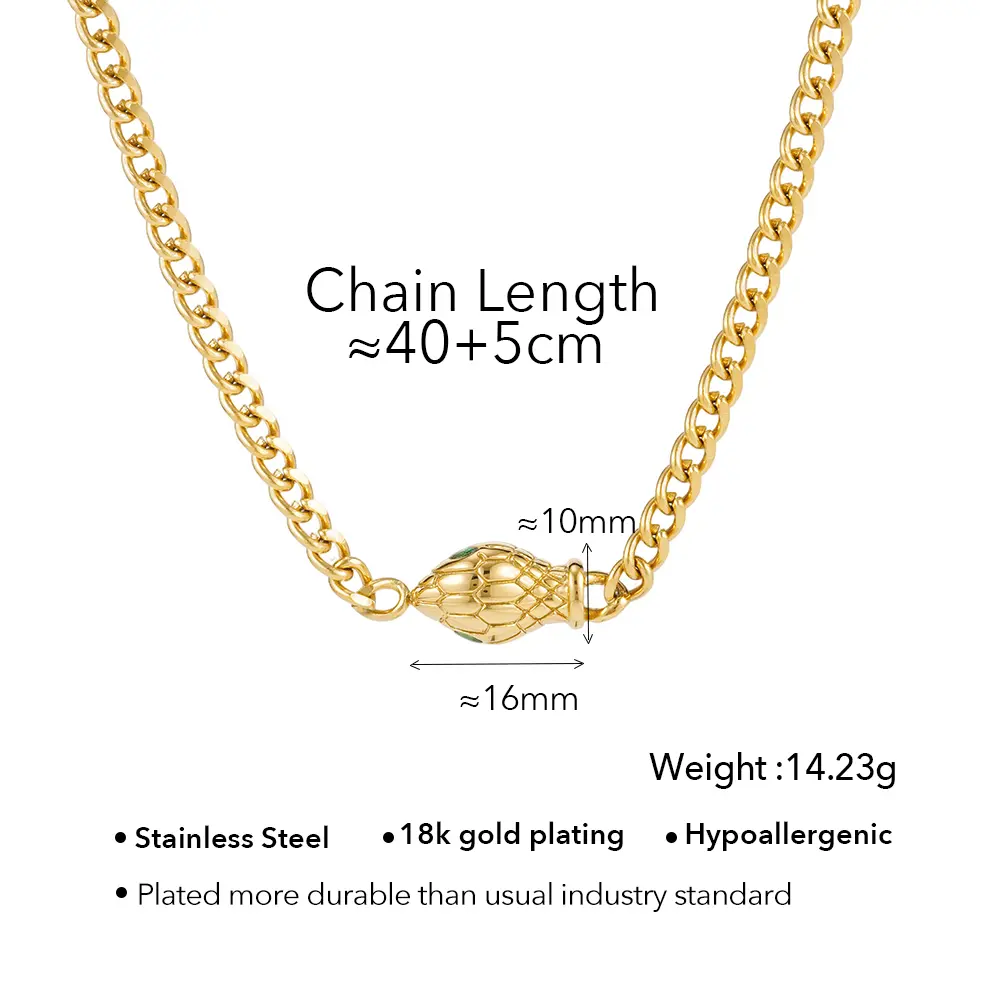 Chain Length
≈40+5cm
≈10mm
≈16mm
Weight :14.23g
• Stainless Steel • 18k gold plating • Hypoallergenic
• Plated more durable than usual industry standard